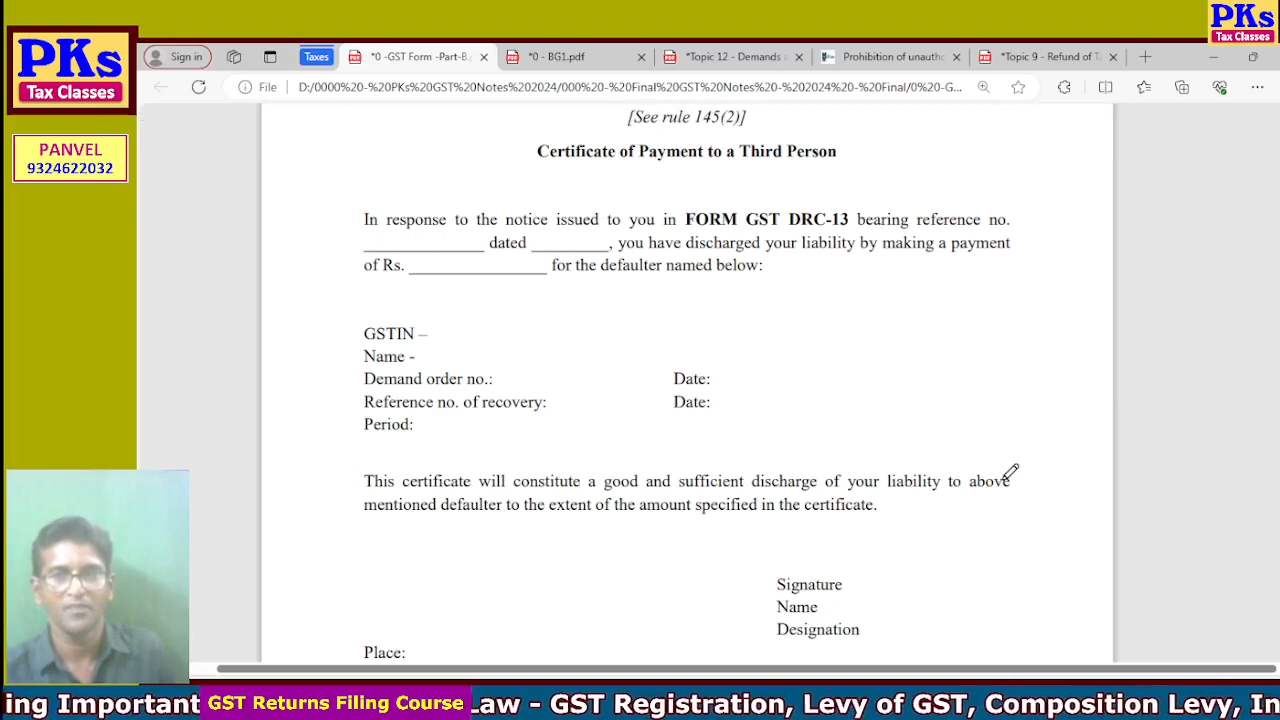 PKs
Tax Classes
PANVEL
9324622032
PKs
Tax Classes
Sign in
Taxes
*0 -GST Form -Part-B
*0 - BG1.pdf
*Topic 12 - Demands
Prohibition of unauth
*Topic 9 - Refund of
File
D:/0000%20-%20PKs%20GST%20Notes%202024/000%20-%20Final%20GST%20Notes%20-%202024%20-%20Final/0%20-G...
[See rule 145(2)]
Certificate of Payment to a Third Person
In response to the notice issued to you in FORM GST DRC-13 bearing reference no.
______________ dated _________, you have discharged your liability by making a payment
of Rs. ________________ for the defaulter named below:
GSTIN –
Name -
Demand order no.: Date:
Reference no. of recovery: Date:
Period:
This certificate will constitute a good and sufficient discharge of your liability to above
mentioned defaulter to the extent of the amount specified in the certificate.
Signature
Name
Designation
Place:
ing Important
GST Returns Filing Course
Law - GST Registration, Levy of GST, Composition Levy, In